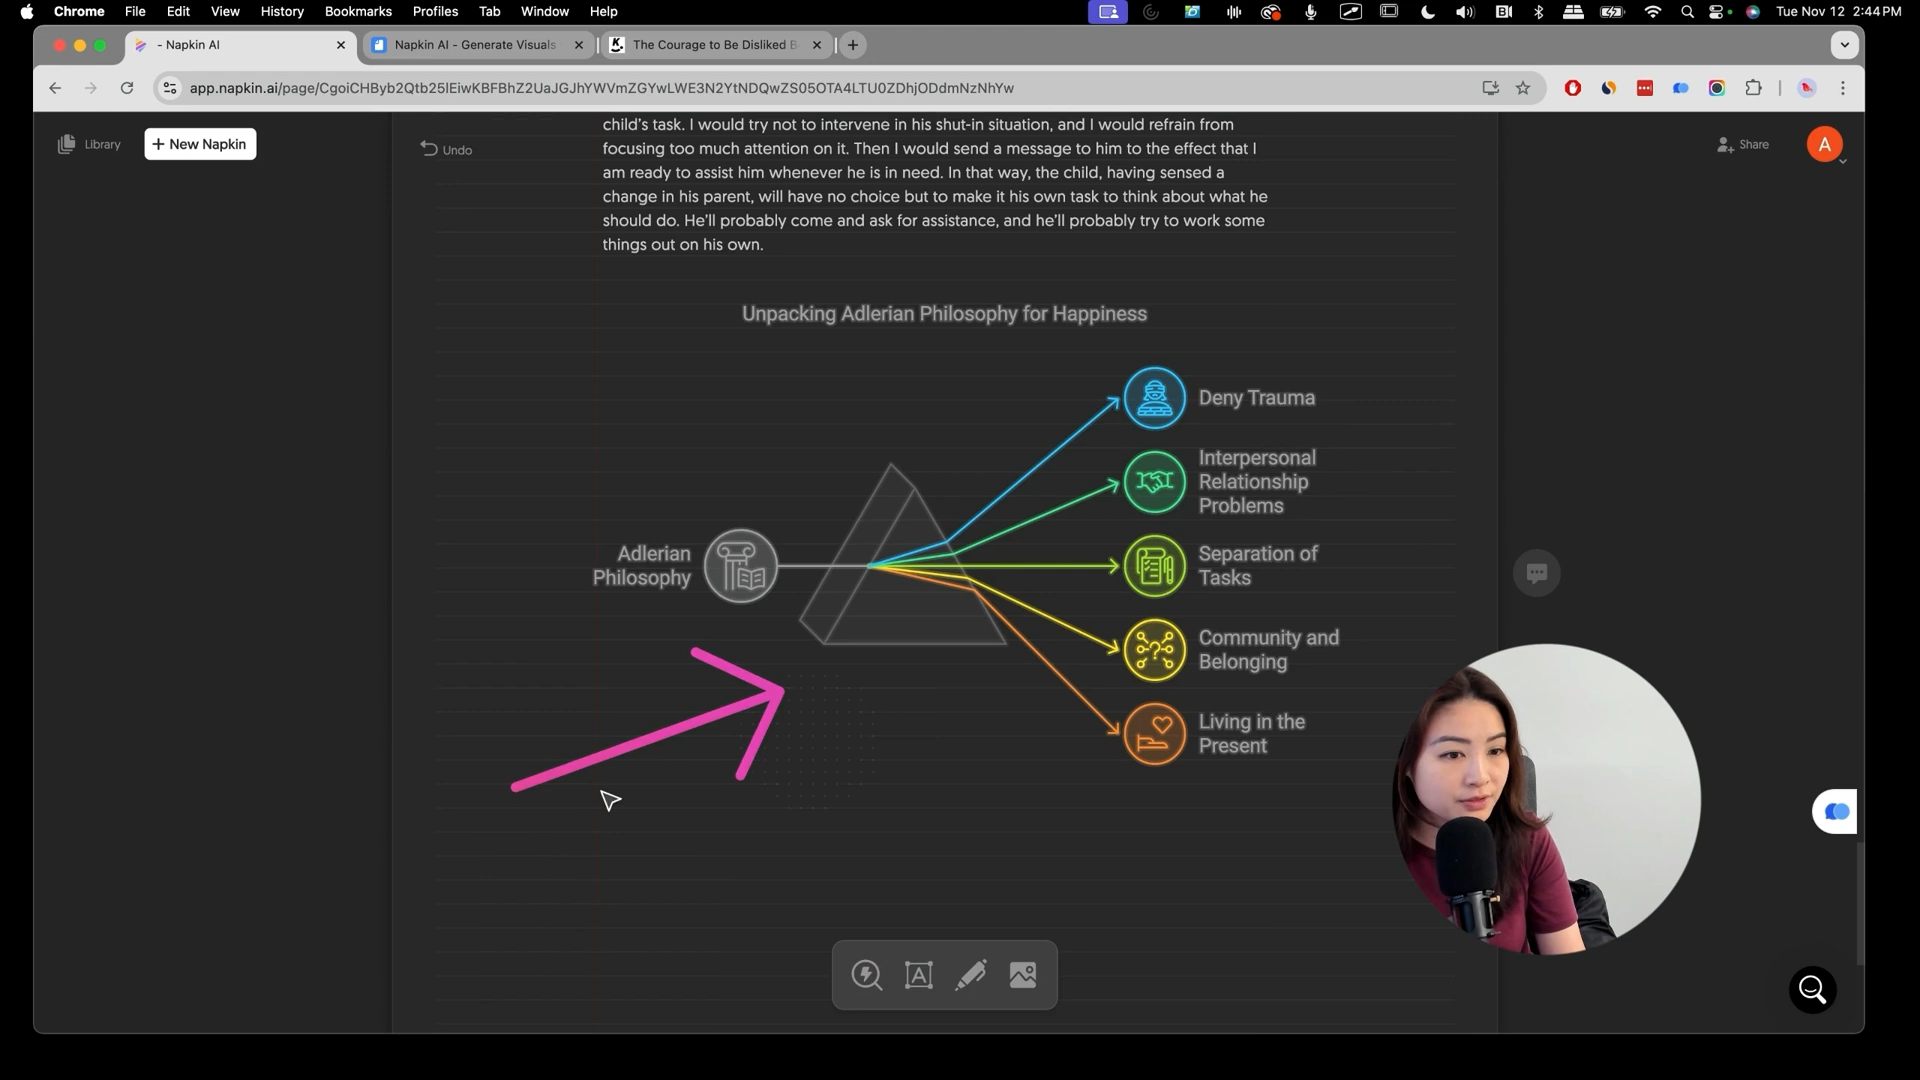 Chrome File Edit View History Bookmarks Profiles Tab Window Help
Tue Nov 12 2:44 PM
- Napkin AI
Napkin AI - Generate Visuals
The Courage to Be Disliked B
app.napkin.ai/page/CgoiCHByb2Qtb25lEiwKBFBhZ2UaJGJhYWVmZGYwLWE3N2YtNDQwZS05OTA4LTU0ZDhjODdmNzNhYw
Library
+ New Napkin
Undo
Share
A
child’s task. I would try not to intervene in his shut-in situation, and I would refrain from
focusing too much attention on it. Then I would send a message to him to the effect that I
am ready to assist him whenever he is in need. In that way, the child, having sensed a
change in his parent, will have no choice but to make it his own task to think about what he
should do. He’ll probably come and ask for assistance, and he’ll probably try to work some
things out on his own.
Unpacking Adlerian Philosophy for Happiness
Adlerian
Philosophy
Deny Trauma
Interpersonal
Relationship
Problems
Separation of
Tasks
Community and
Belonging
Living in the
Present